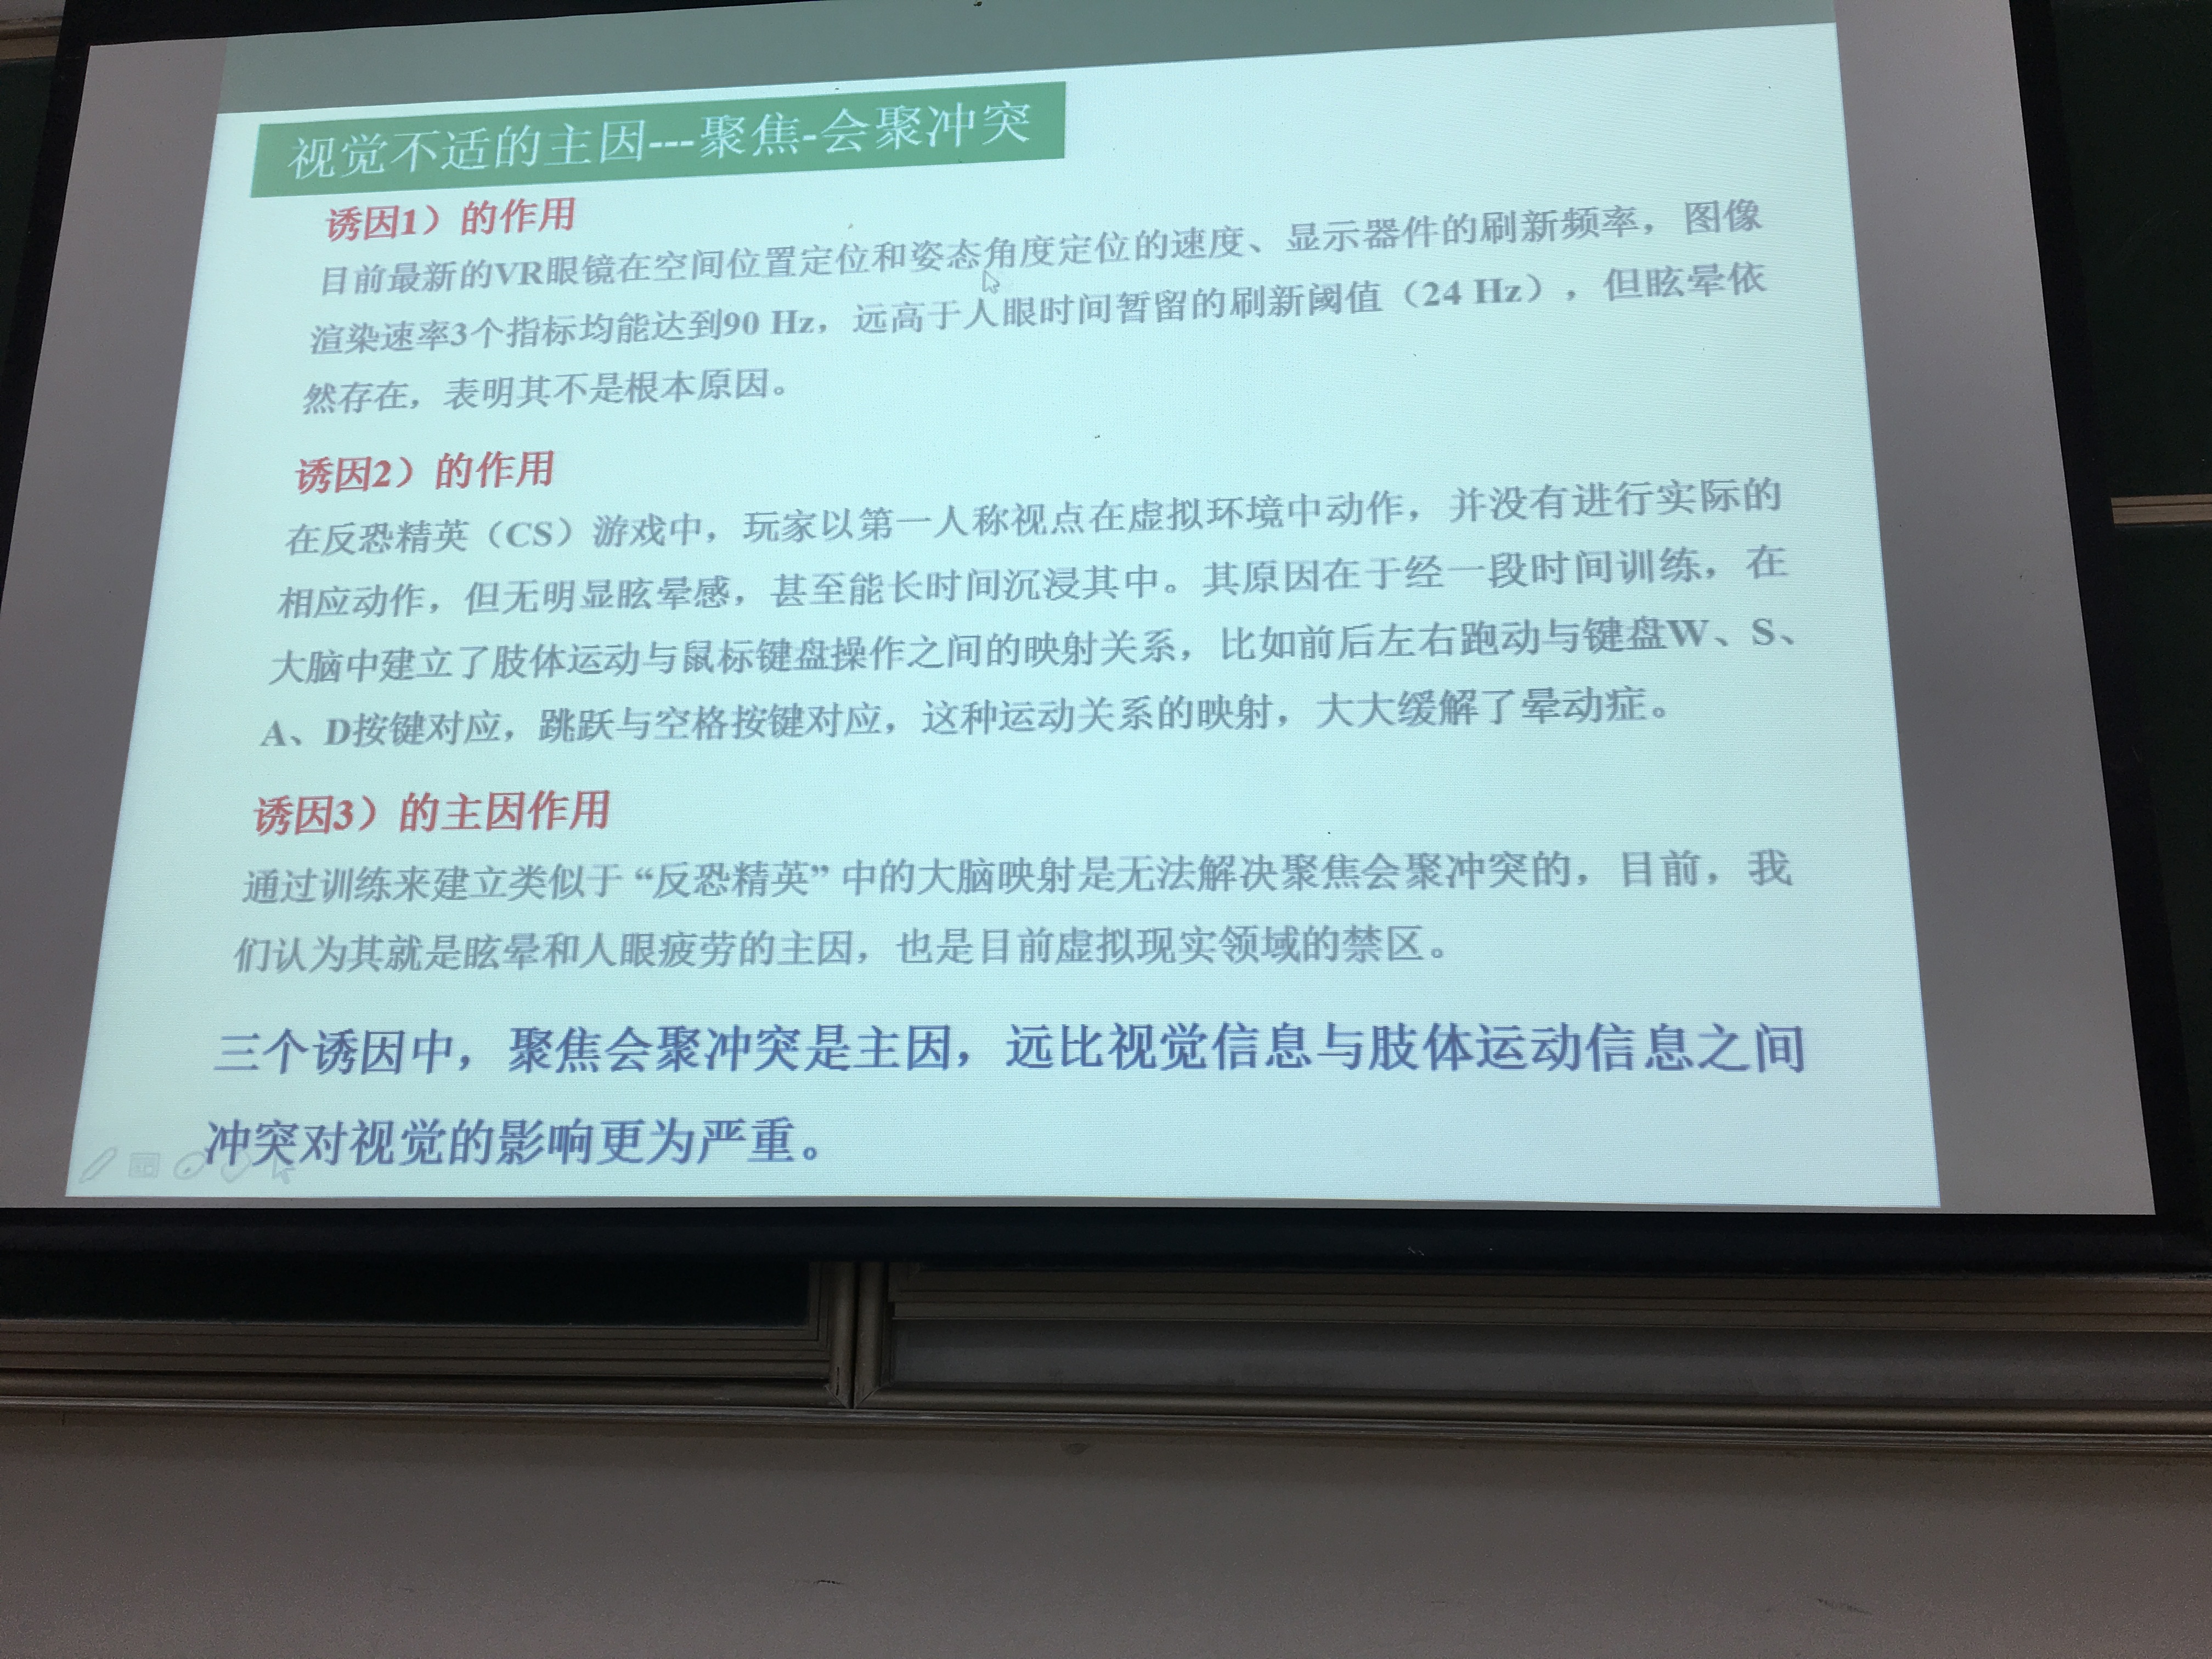 视觉不适的主因---聚焦-会聚冲突
诱因1）的作用
目前最新的VR眼镜在空间位置定位和姿态角度定位的速度、显示器件的刷新频率，图像
渲染速率3个指标均能达到90 Hz，远高于人眼时间暂留的刷新阈值（24 Hz），但眩晕依
然存在，表明其不是根本原因。
诱因2）的作用
在反恐精英（CS）游戏中，玩家以第一人称视点在虚拟环境中动作，并没有进行实际的
相应动作，但无明显眩晕感，甚至能长时间沉浸其中。其原因在于经一段时间训练，在
大脑中建立了肢体运动与鼠标键盘操作之间的映射关系，比如前后左右跑动与键盘W、S、
A、D按键对应，跳跃与空格按键对应，这种运动关系的映射，大大缓解了晕动症。
诱因3）的主因作用
通过训练来建立类似于“反恐精英”中的大脑映射是无法解决聚焦会聚冲突的，目前，我
们认为其就是眩晕和人眼疲劳的主因，也是目前虚拟现实领域的禁区。
三个诱因中，聚焦会聚冲突是主因，远比视觉信息与肢体运动信息之间
冲突对视觉的影响更为严重。